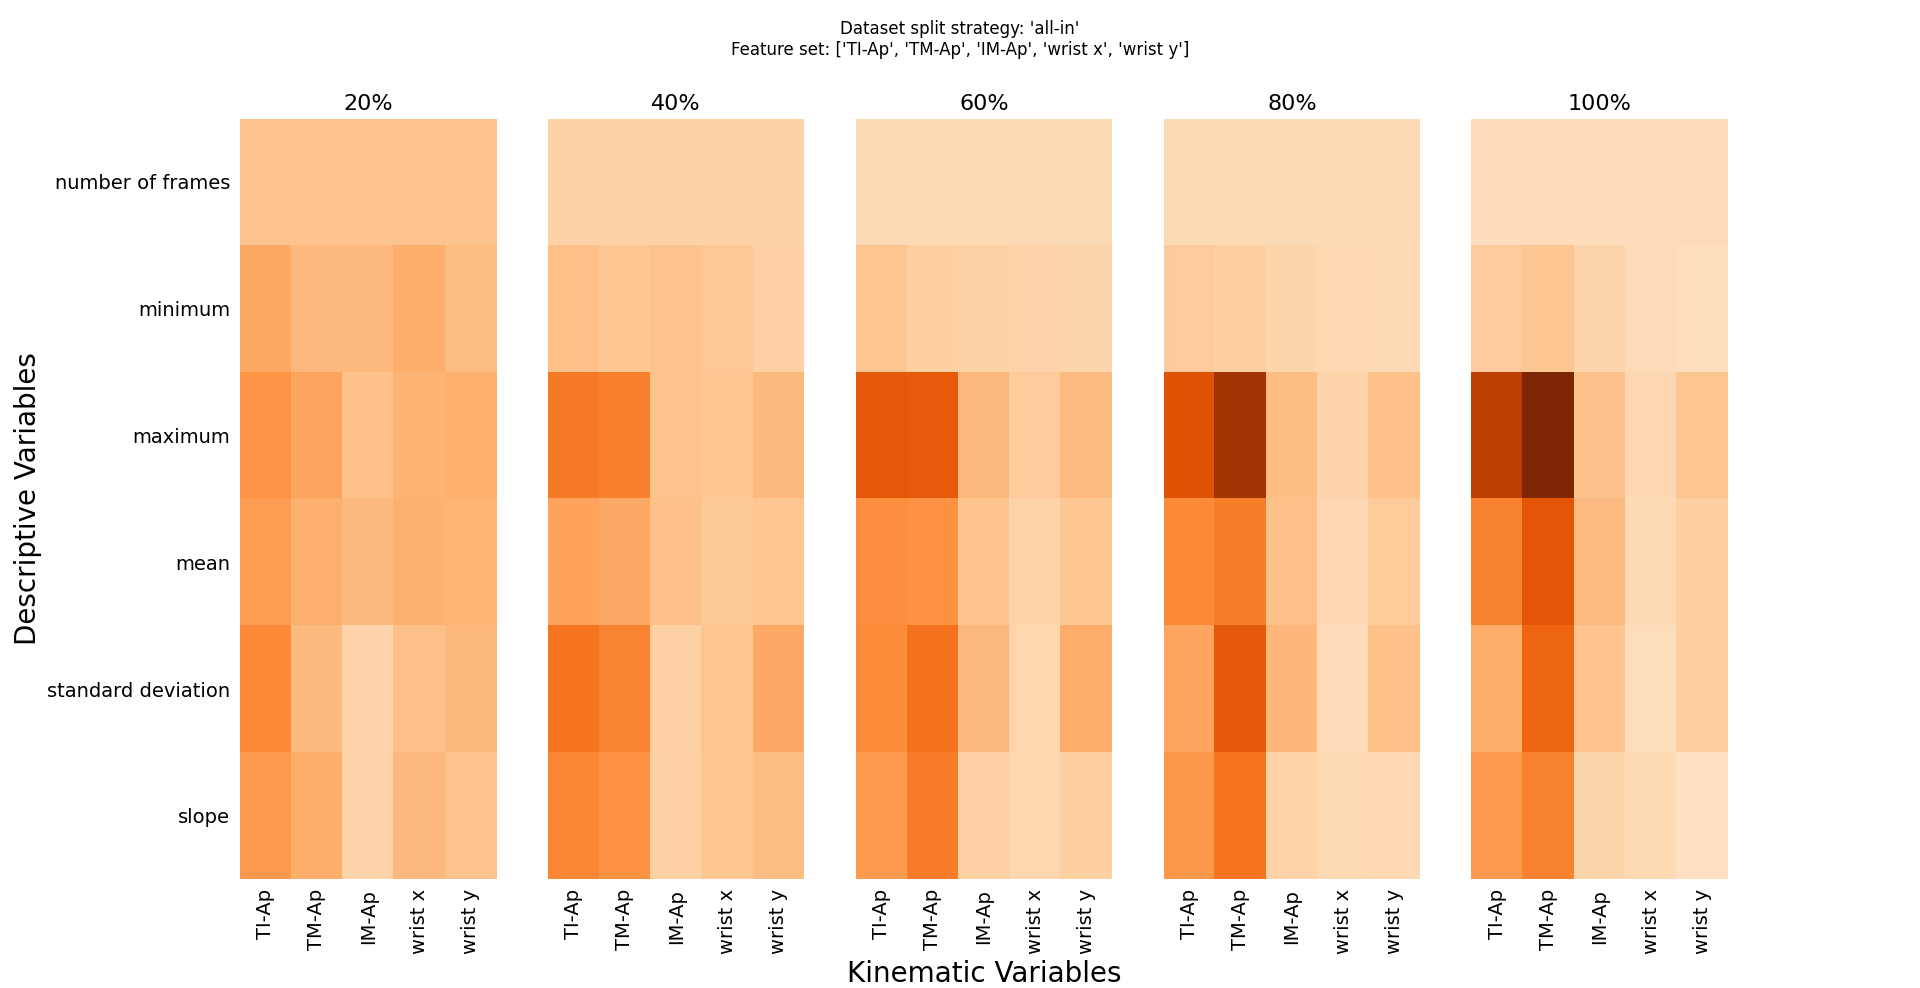 Dataset split strategy: 'all-in'
Feature set: ['TI-Ap', 'TM-Ap', 'IM-Ap', 'wrist x', 'wrist y']
20%
40%
60%
80%
100%
Descriptive Variables
number of frames
minimum
maximum
mean
standard deviation
slope
TI-Ap
TM-Ap
IM-Ap
wrist x
wrist y
TI-Ap
TM-Ap
IM-Ap
wrist x
wrist y
TI-Ap
TM-Ap
IM-Ap
wrist x
wrist y
TI-Ap
TM-Ap
IM-Ap
wrist x
wrist y
TI-Ap
TM-Ap
IM-Ap
wrist x
wrist y
Kinematic Variables